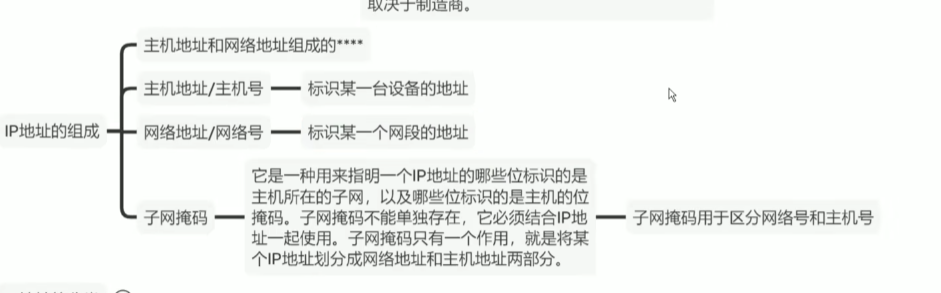 取决于制造商。
主机地址和网络地址组成的****
主机地址/主机号
标识某一台设备的地址
IP地址的组成
网络地址/网络号
标识某一个网段的地址
它是一种用来指明一个IP地址的哪些位标识的是
主机所在的子网，以及哪些位标识的是主机的位
掩码。子网掩码不能单独存在，它必须结合IP地
址一起使用。子网掩码只有一个作用，就是将某
个IP地址划分成网络地址和主机地址两部分。
子网掩码
子网掩码用于区分网络号和主机号